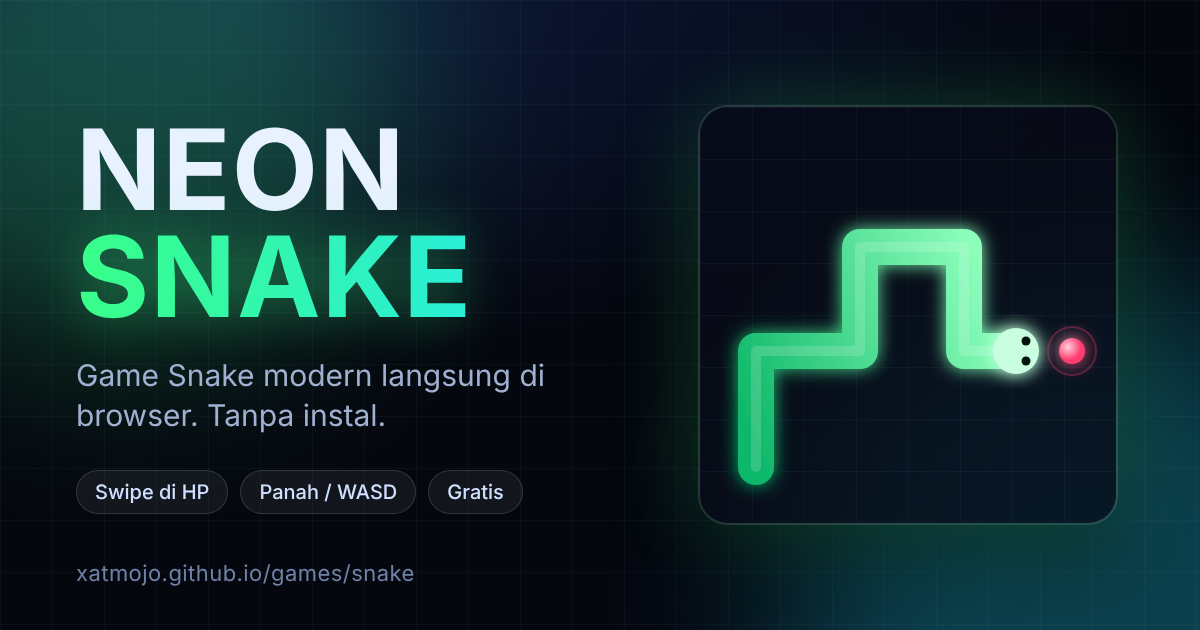 NEON
SNAKE
Game Snake modern langsung di
browser. Tanpa instal.
Swipe di HP
Panah / WASD
Gratis
xatmojo.github.io/games/snake